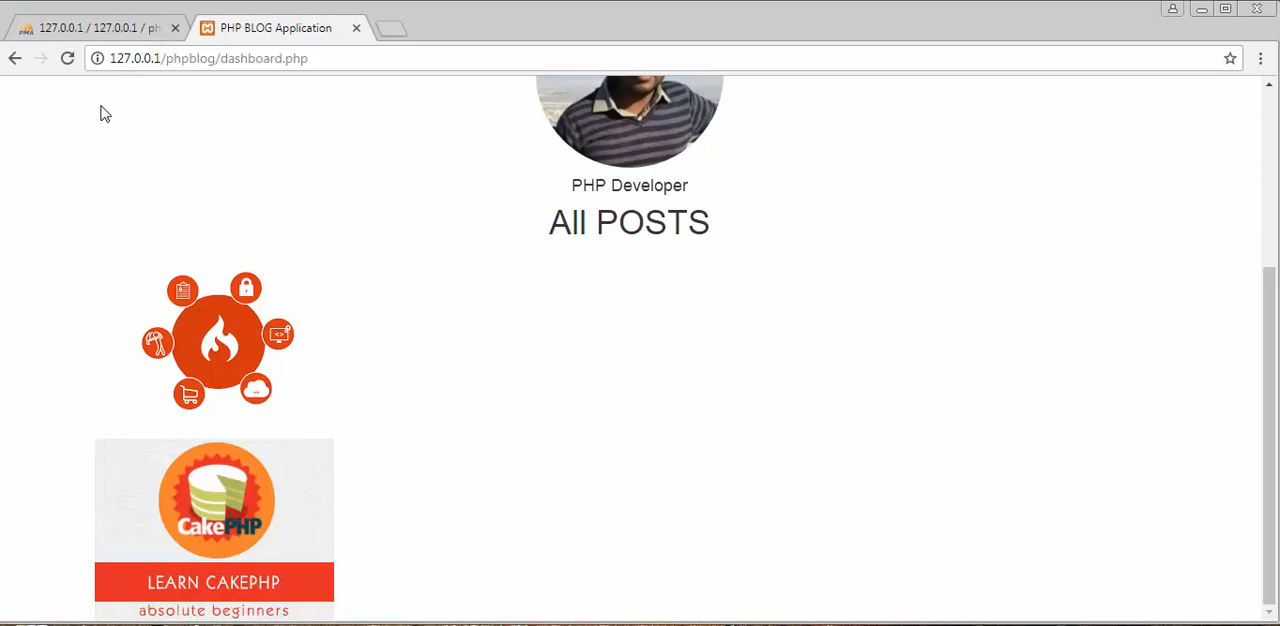 127.0.0.1 / 127.0.0.1 / ph
PHP BLOG Application
127.0.0.1/phpblog/dashboard.php
PHP Developer
All POSTS
CakePHP
LEARN CAKEPHP
absolute beginners